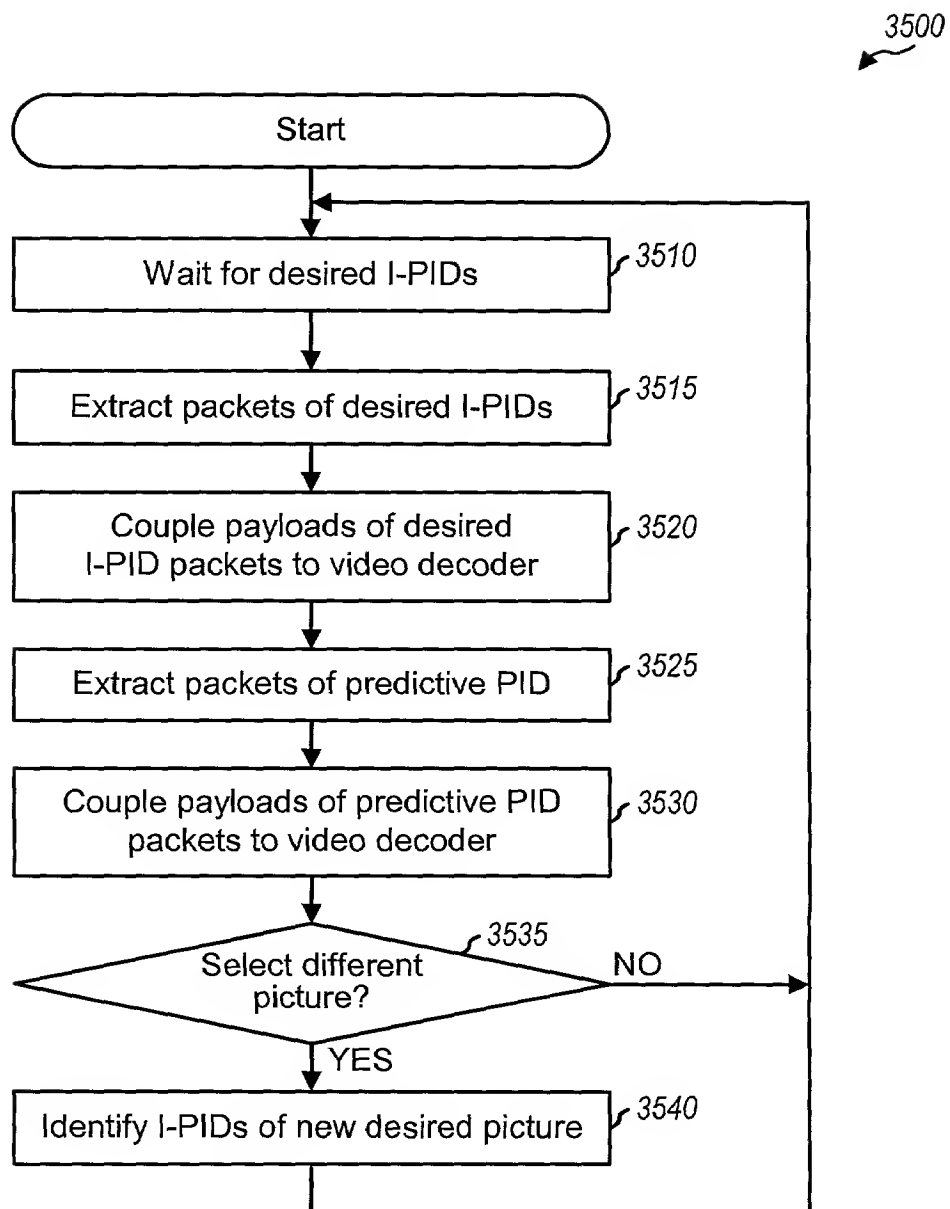 3500
Start
Wait for desired I-PIDs
3510
Extract packets of desired I-PIDs
3515
Couple payloads of desired
I-PID packets to video decoder
3520
Extract packets of predictive PID
3525
Couple payloads of predictive PID
packets to video decoder
3530
3535
Select different
picture?
NO
YES
Identify I-PIDs of new desired picture
3540